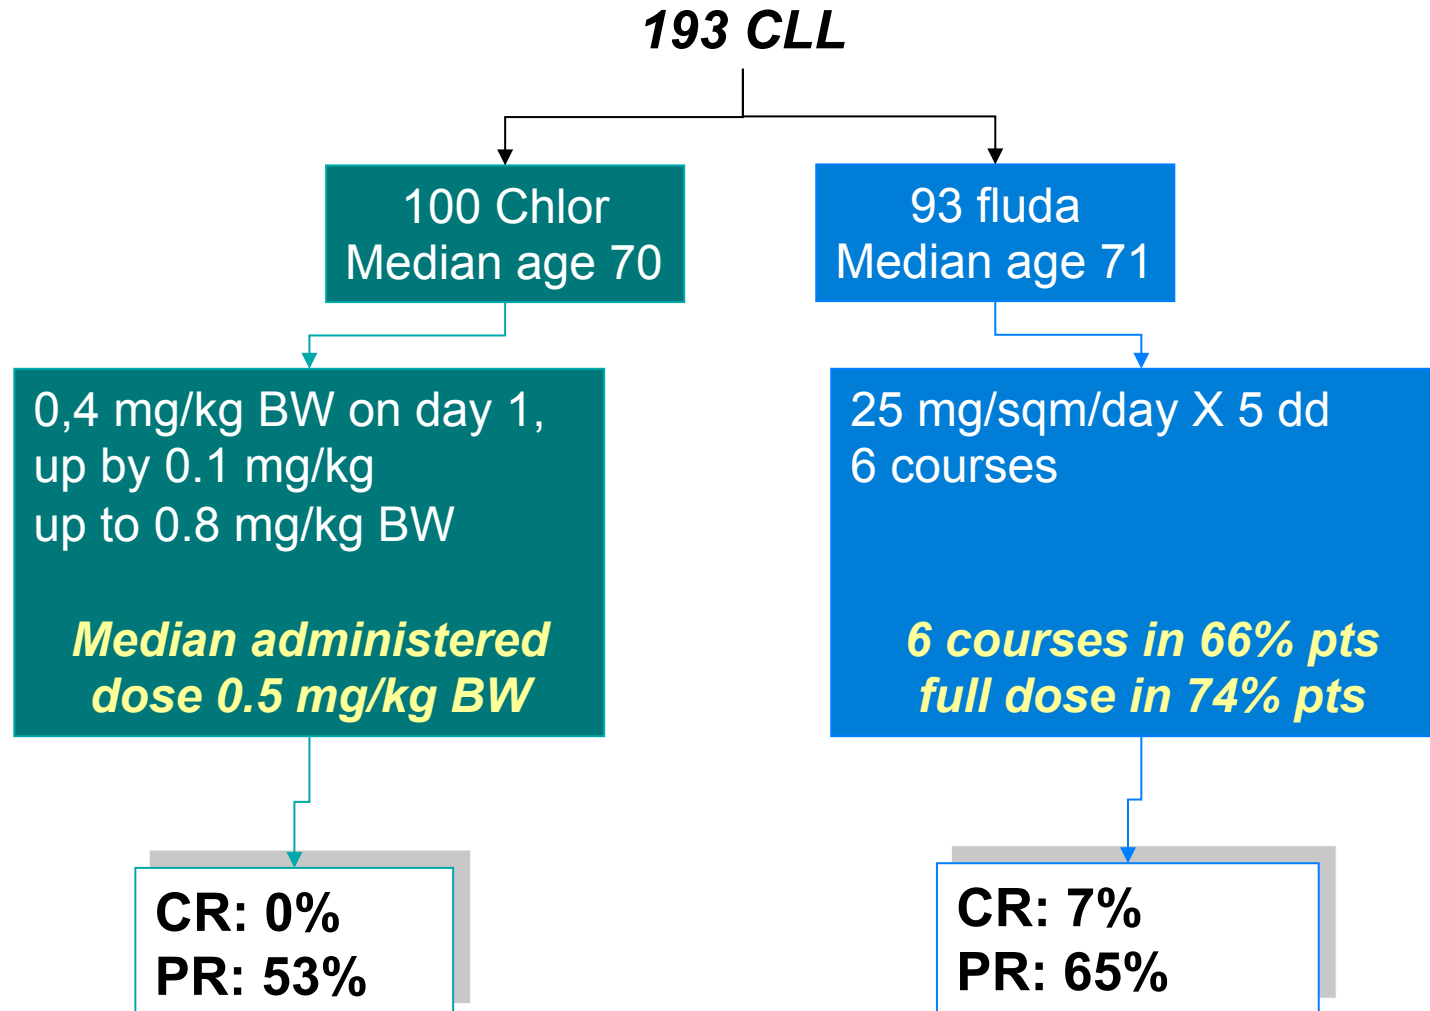 193 CLL
100 Chlor
Median age 70
93 fluda
Median age 71
0,4 mg/kg BW on day 1,
up by 0.1 mg/kg
up to 0.8 mg/kg BW
Median administered
dose 0.5 mg/kg BW
25 mg/sqm/day X 5 dd
6 courses
6 courses in 66% pts
full dose in 74% pts
CR: 0%
PR: 53%
CR: 7%
PR: 65%